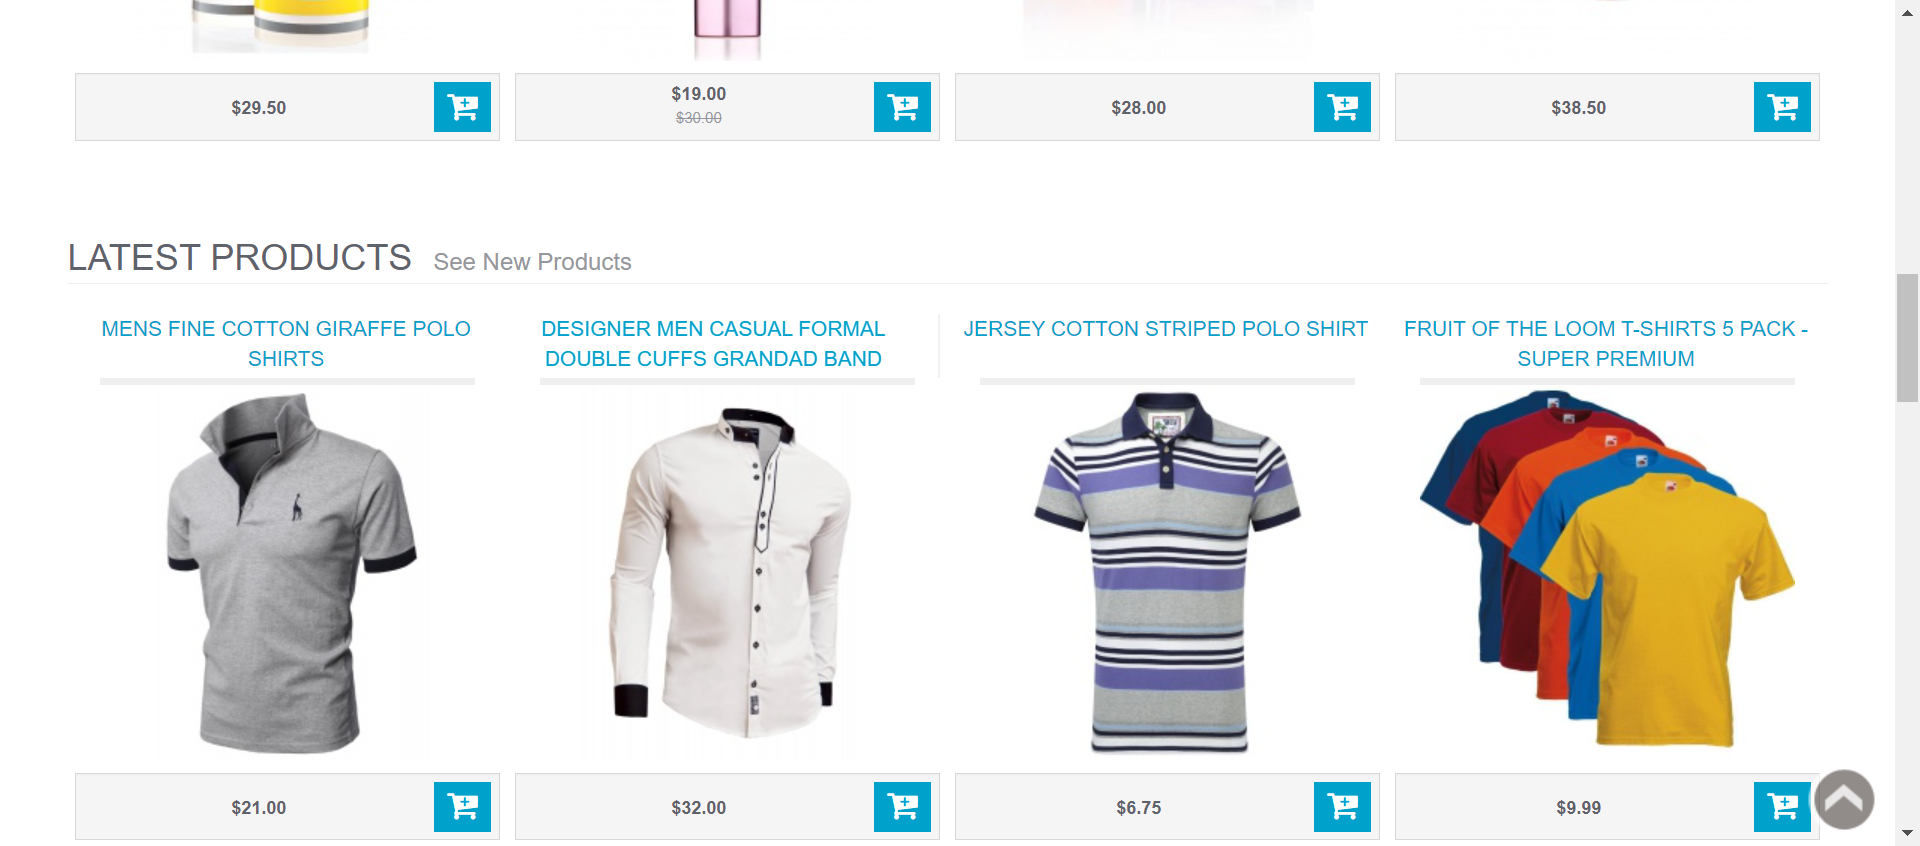 $29.50
$19.00
$30.00
$28.00
$38.50
LATEST PRODUCTS See New Products
MENS FINE COTTON GIRAFFE POLO
SHIRTS
DESIGNER MEN CASUAL FORMAL
DOUBLE CUFFS GRANDAD BAND
JERSEY COTTON STRIPED POLO SHIRT
FRUIT OF THE LOOM T-SHIRTS 5 PACK -
SUPER PREMIUM
$21.00
$32.00
$6.75
$9.99